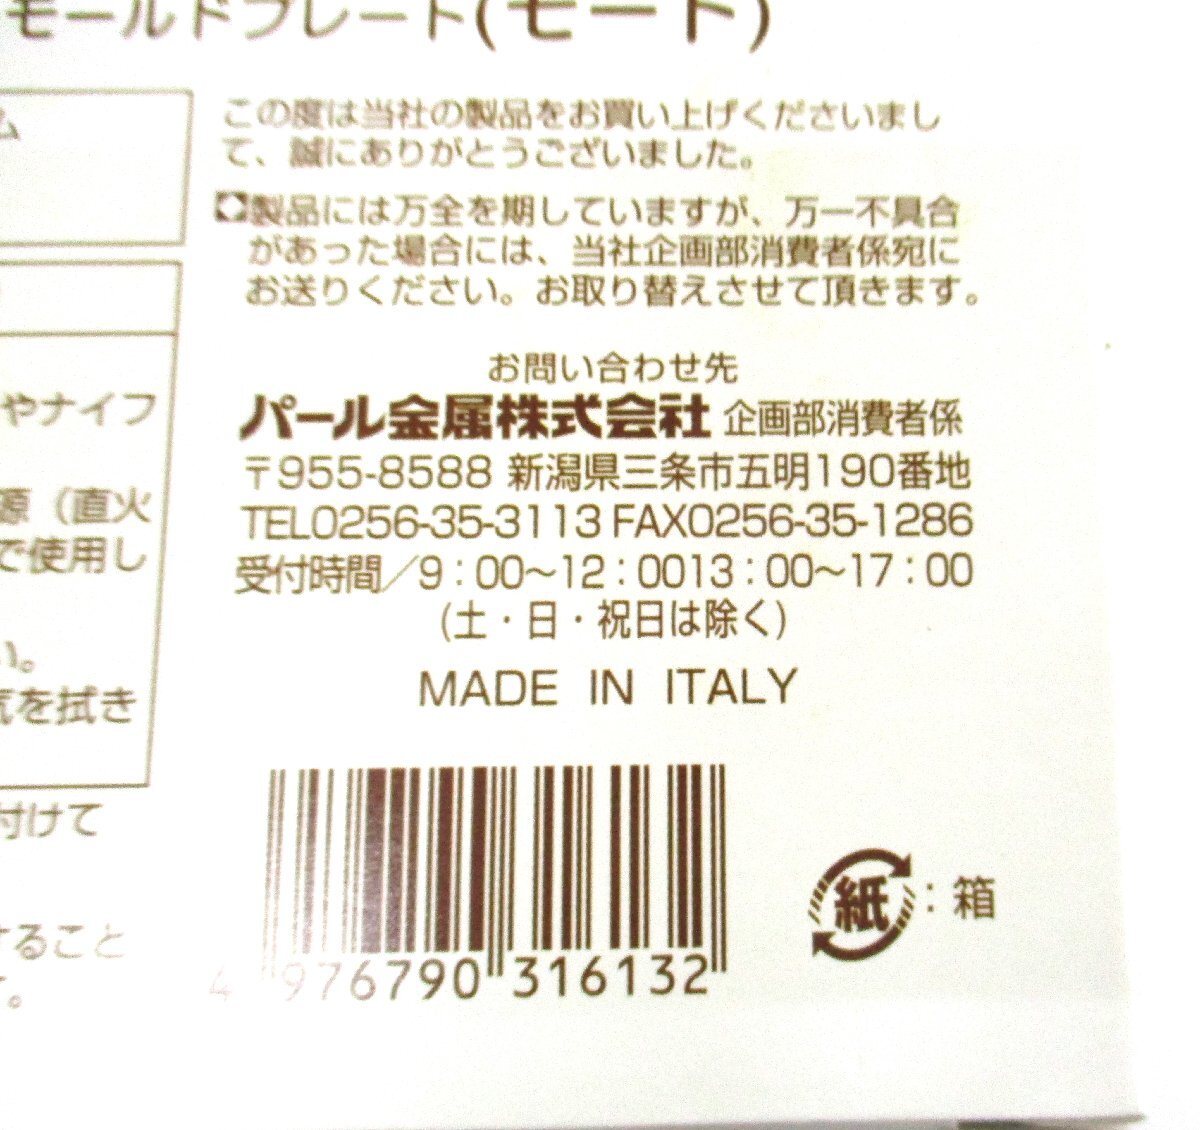 モールドプレート(モート)
ム
この度は当社の製品をお買い上げくださいまし
て、誠にありがとうございました。
製品には万全を期していますが、万一不具合
があった場合には、当社企画部消費者係宛に
お送りください。お取り替えさせて頂きます。
お問い合わせ先
パール金属株式会社 企画部消費者係
〒955-8588 新潟県三条市五明190番地
TEL0256-35-3113 FAX0256-35-1286
受付時間／9：00～12：0013：00～17：00
(土・日・祝日は除く)
MADE IN ITALY
やナイフ
源（直火
で使用し
い。
気を拭き
付けて
すること
す。
4 976790 316132
紙：箱